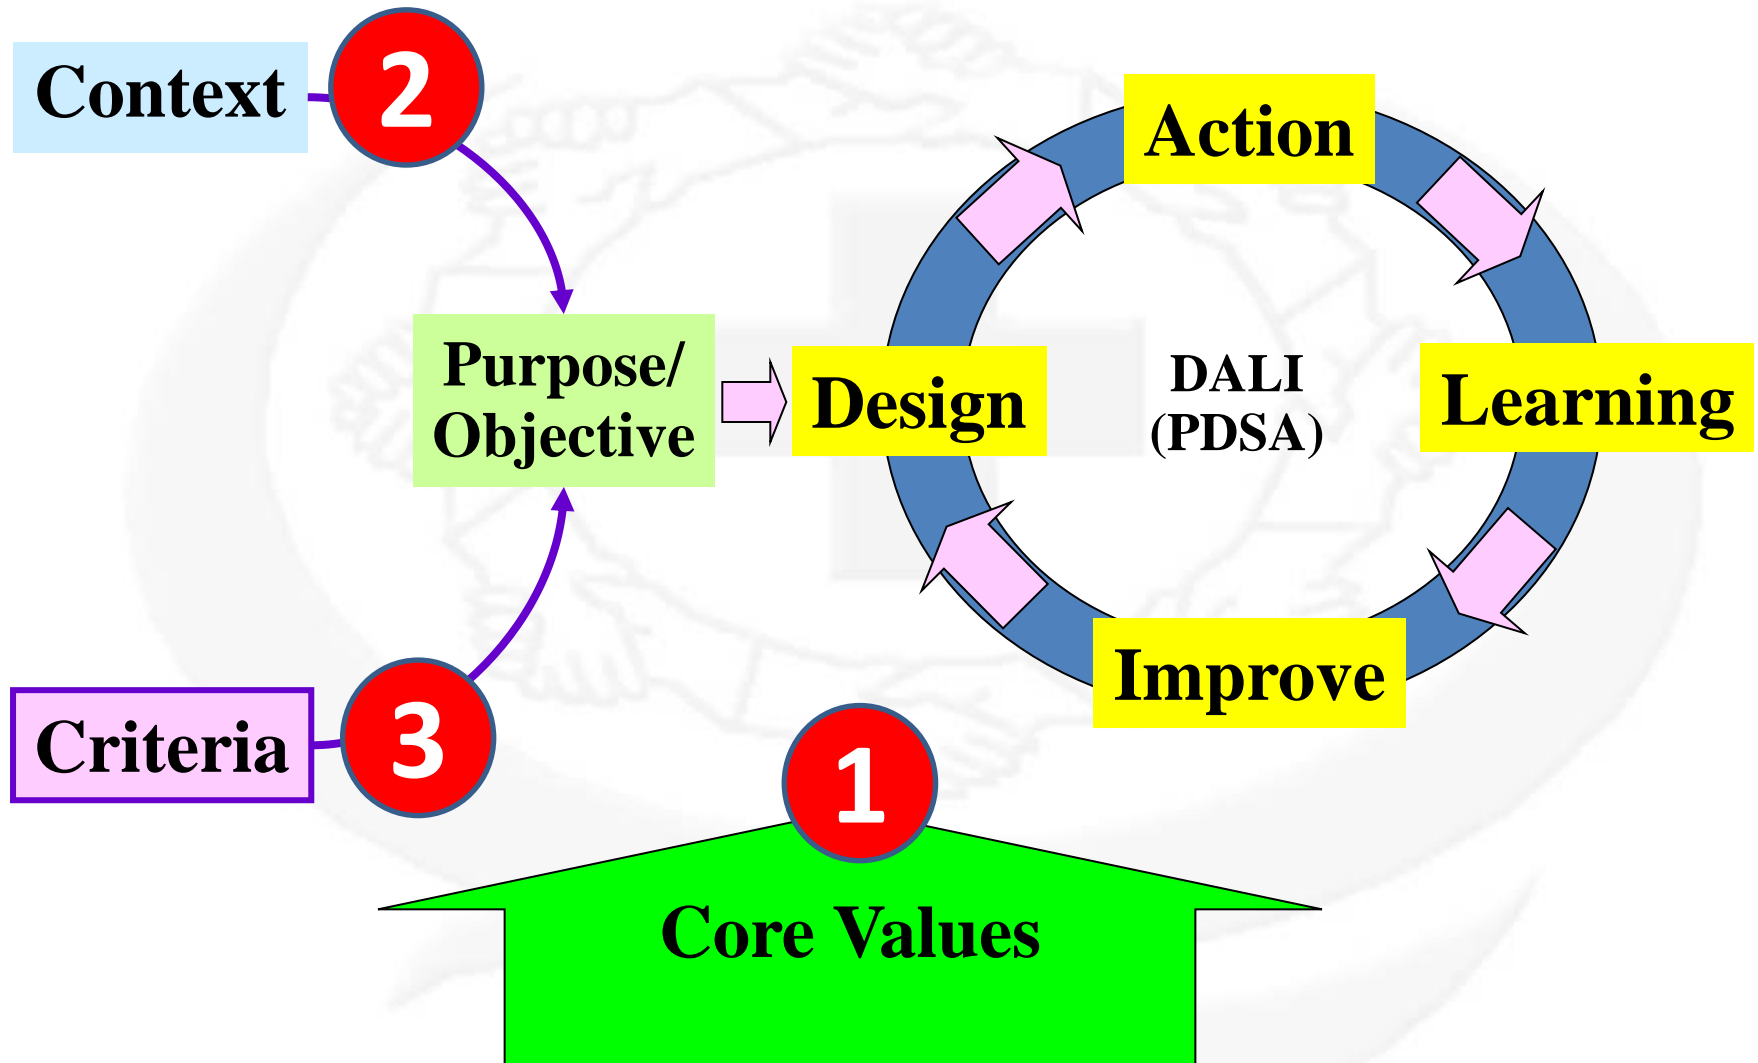 Context
2
Action
Purpose/
Objective
Design
DALI
(PDSA)
Learning
Improve
Criteria
3
1
Core Values